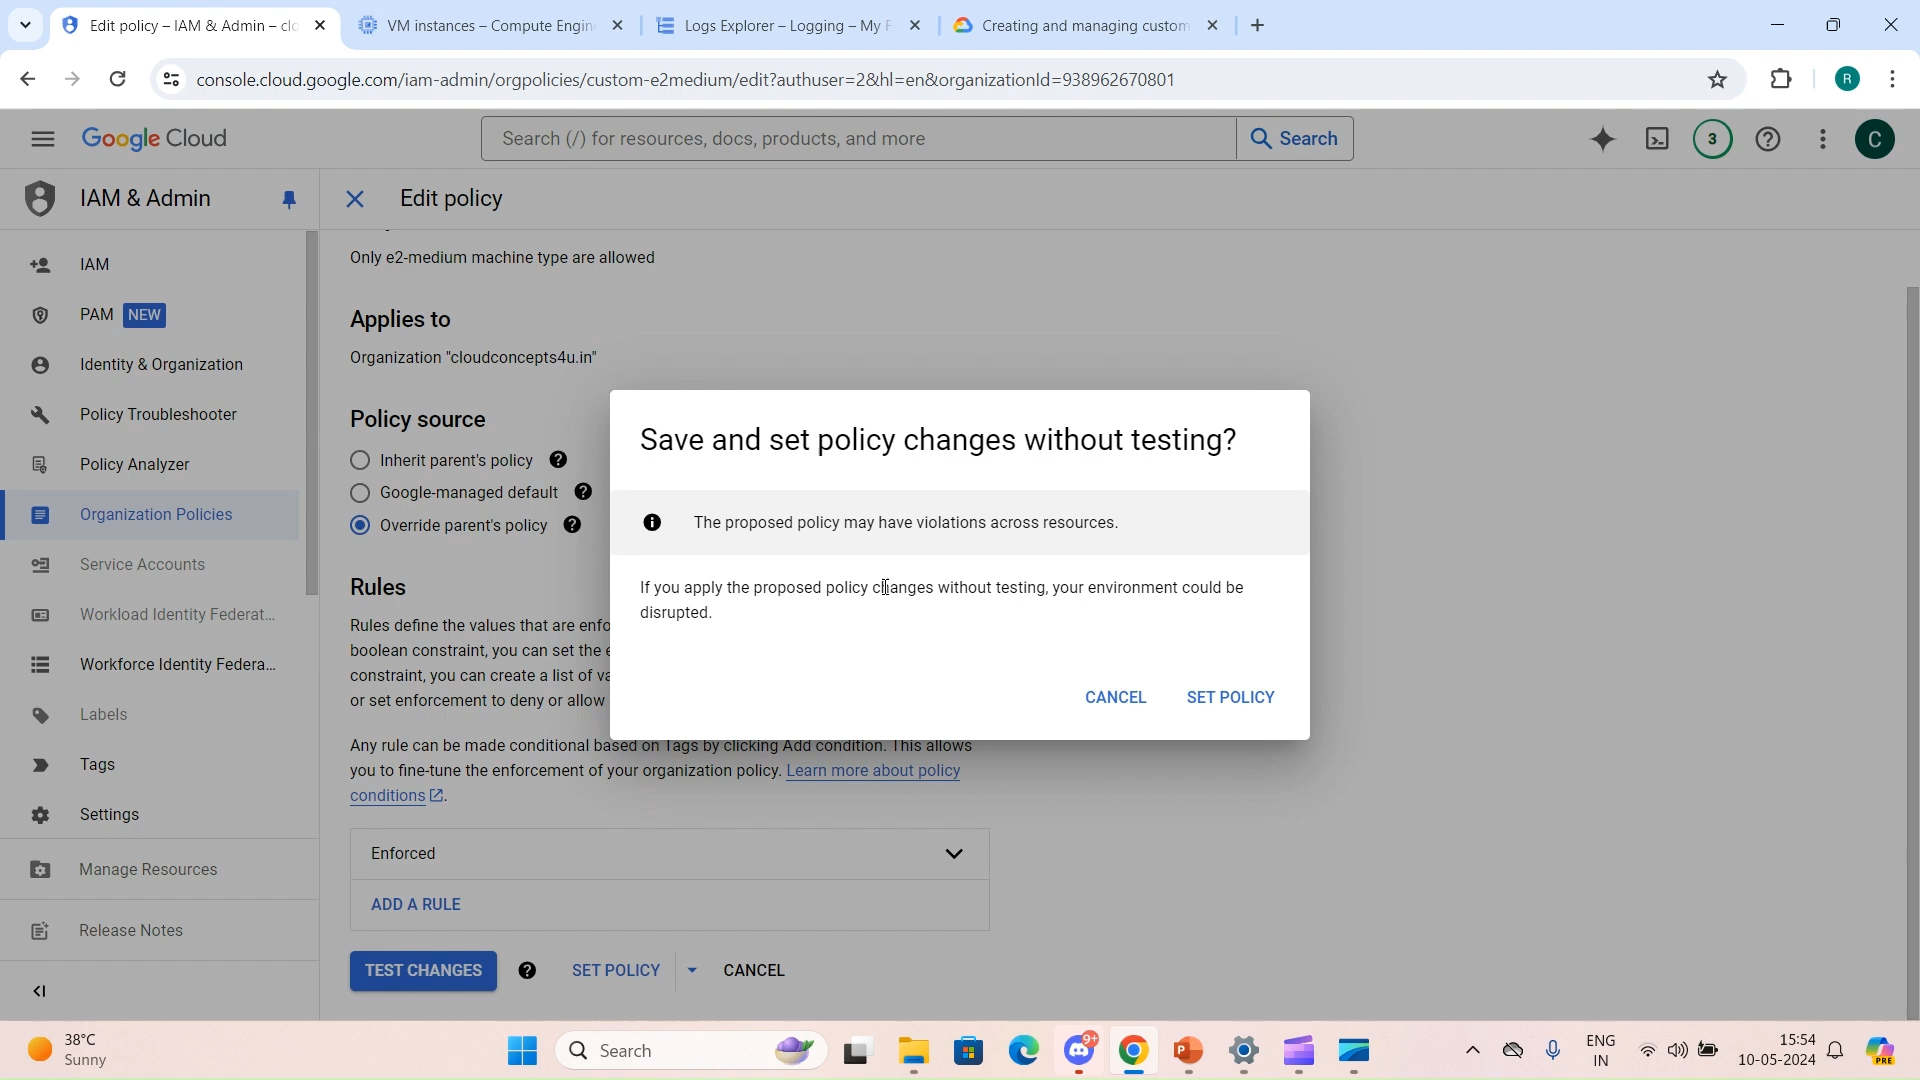 Edit policy – IAM & Admin – clo
VM instances – Compute Engin
Logs Explorer – Logging – My F
Creating and managing custom
console.cloud.google.com/iam-admin/orgpolicies/custom-e2medium/edit?authuser=2&hl=en&organizationId=938962670801
R
Google Cloud
Search (/) for resources, docs, products, and more
Search
3
C
IAM & Admin
Edit policy
IAM
PAM NEW
Identity & Organization
Policy Troubleshooter
Policy Analyzer
Organization Policies
Service Accounts
Workload Identity Federat...
Workforce Identity Federa...
Labels
Tags
Settings
Manage Resources
Release Notes
Only e2-medium machine type are allowed
Applies to
Organization "cloudconcepts4u.in"
Policy source
Inherit parent's policy
Google-managed default
Override parent's policy
Rules
Rules define the values that are enfo
boolean constraint, you can set the e
constraint, you can create a list of va
or set enforcement to deny or allow
Any rule can be made conditional based on Tags by clicking Add condition. This allows
you to fine-tune the enforcement of your organization policy. Learn more about policy
conditions.
Enforced
ADD A RULE
TEST CHANGES
SET POLICY
CANCEL
Save and set policy changes without testing?
The proposed policy may have violations across resources.
If you apply the proposed policy changes without testing, your environment could be
disrupted.
CANCEL
SET POLICY
38°C
Sunny
Search
9+
ENG
IN
15:54
10-05-2024
PRE